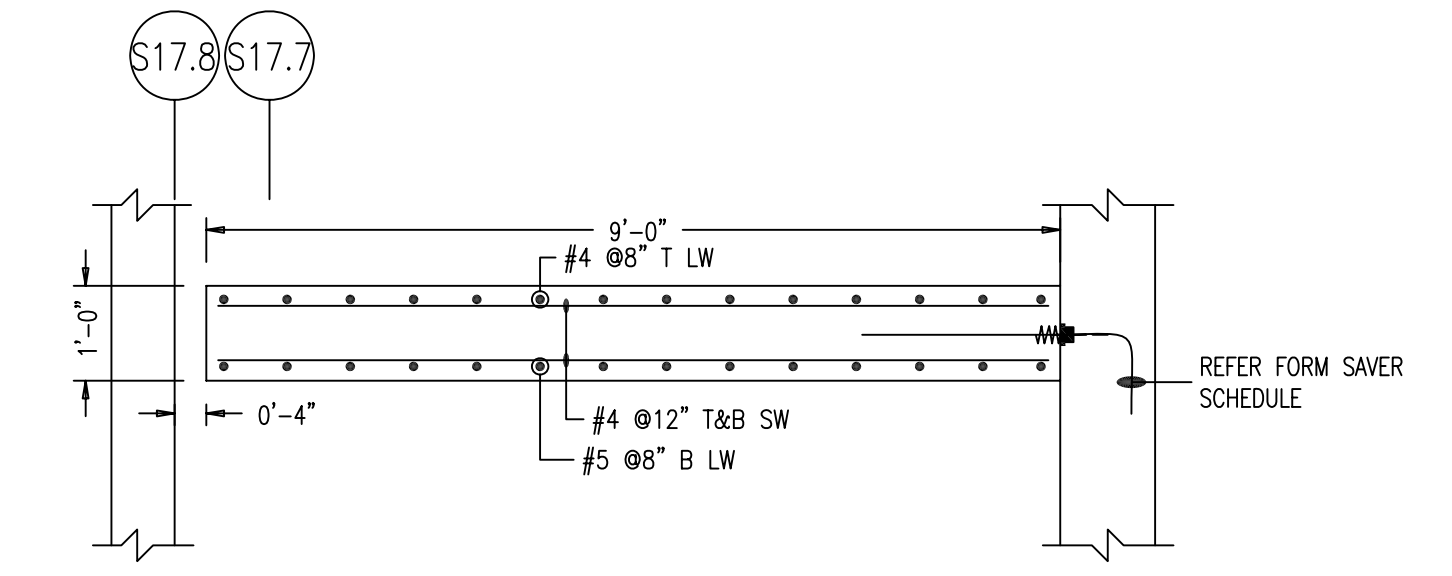 S17.8 S17.7
9'-0"
#4 @8" T LW
1'-0"
REFER FORM SAVER
SCHEDULE
0'-4"
#4 @12" T&B SW
#5 @8" B LW